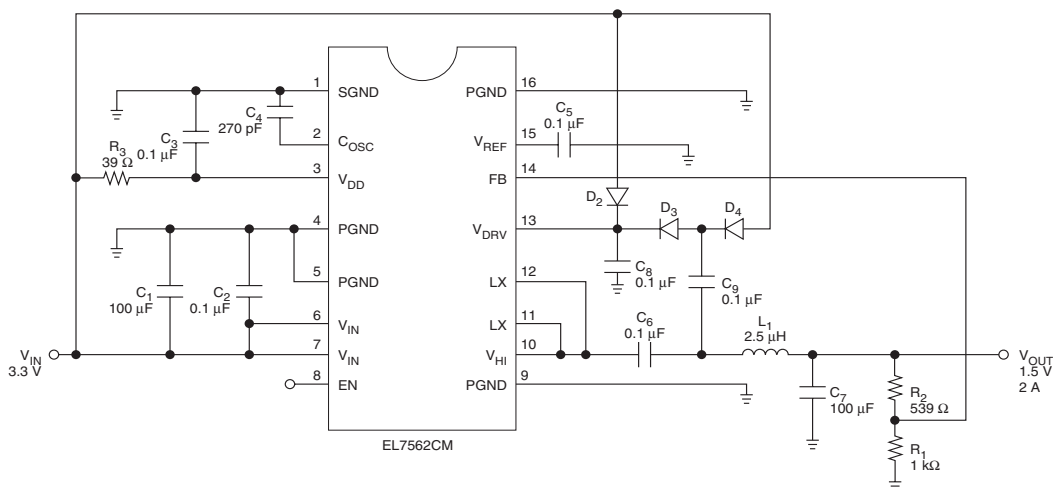 1
SGND
PGND
16
C4
270 pF
C5
0.1 µF
2
COSC
VREF
15
C3
0.1 µF
R3
39 Ω
3
VDD
FB
14
D2
D3
D4
4
PGND
VDRV
13
C1
100 µF
C2
0.1 µF
5
PGND
LX
12
C8
0.1 µF
C9
0.1 µF
6
VIN
LX
11
C6
0.1 µF
L1
2.5 µH
VIN
3.3 V
7
VIN
VHI
10
VOUT
1.5 V
2 A
8
EN
PGND
9
C7
100 µF
R2
539 Ω
R1
1 kΩ
EL7562CM